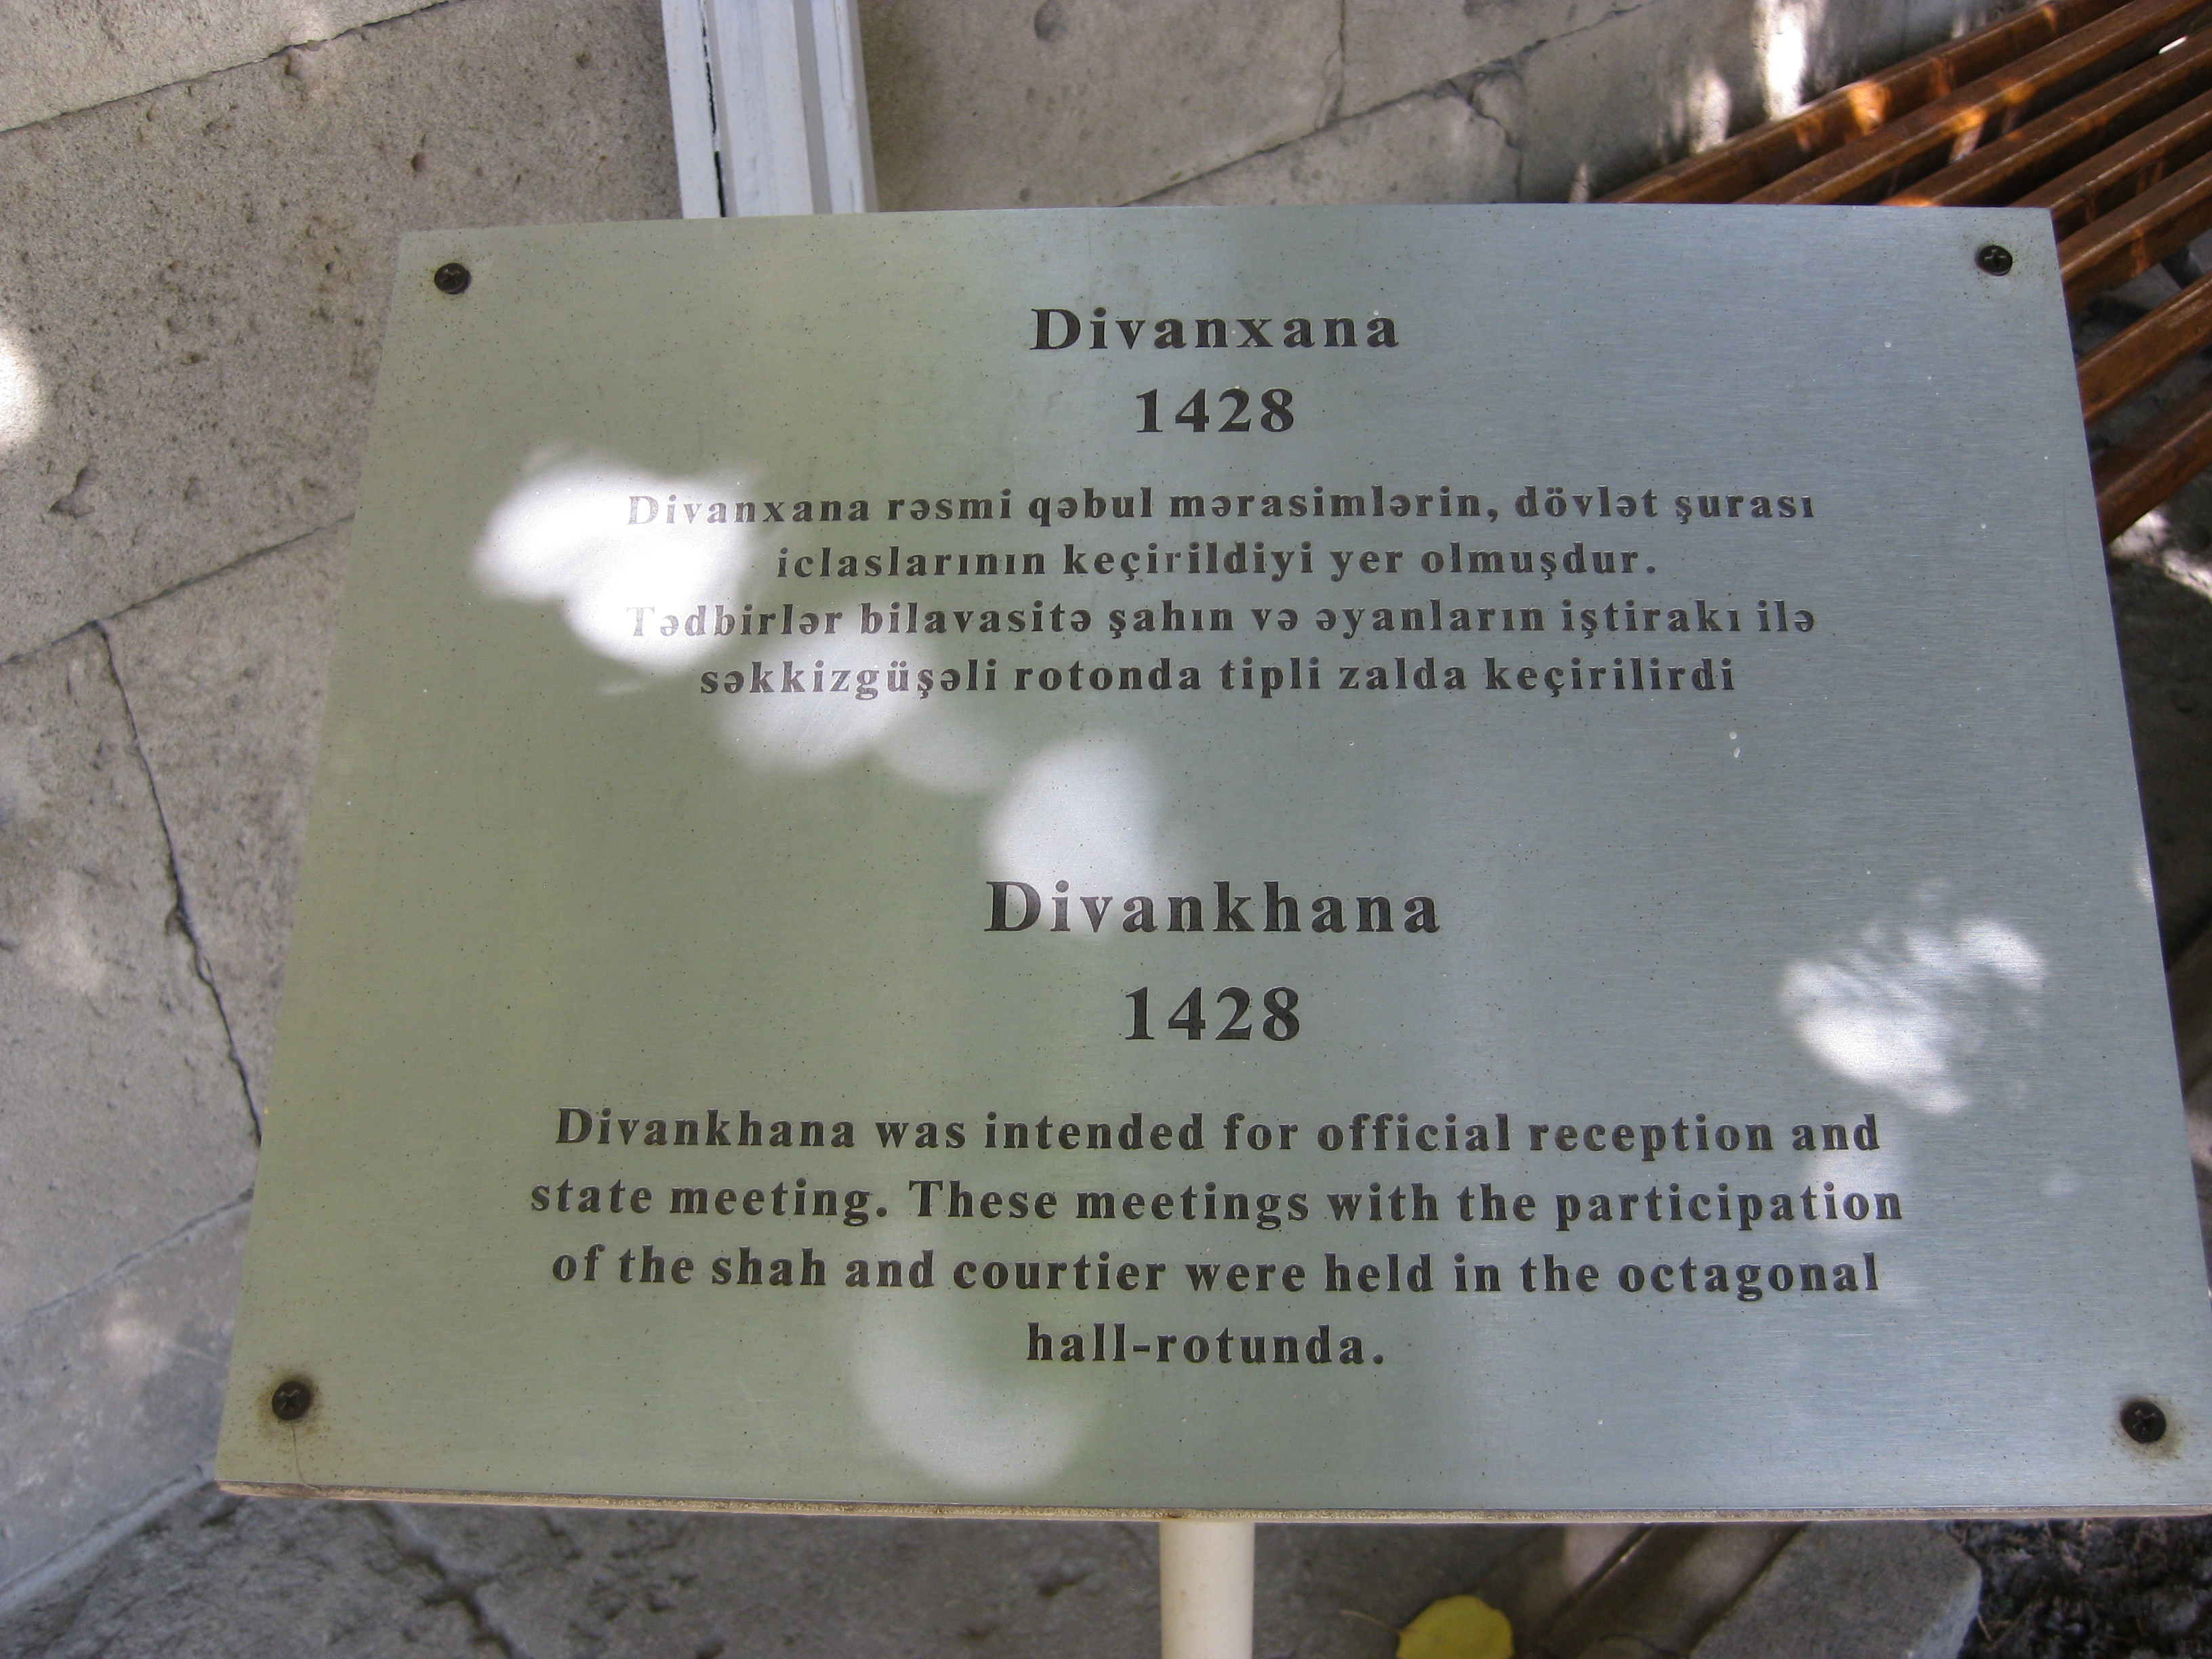 Divanxana
1428
Divanxana rəsmi qəbul mərasimlərin, dövlət şurası
iclaslarının keçirildiyi yer olmuşdur.
Tədbirlər bilavasitə şahın və əyanların iştirakı ilə
səkkizgüşəli rotonda tipli zalda keçirilirdi
Divankhana
1428
Divankhana was intended for official reception and
state meeting. These meetings with the participation
of the shah and courtier were held in the octagonal
hall-rotunda.